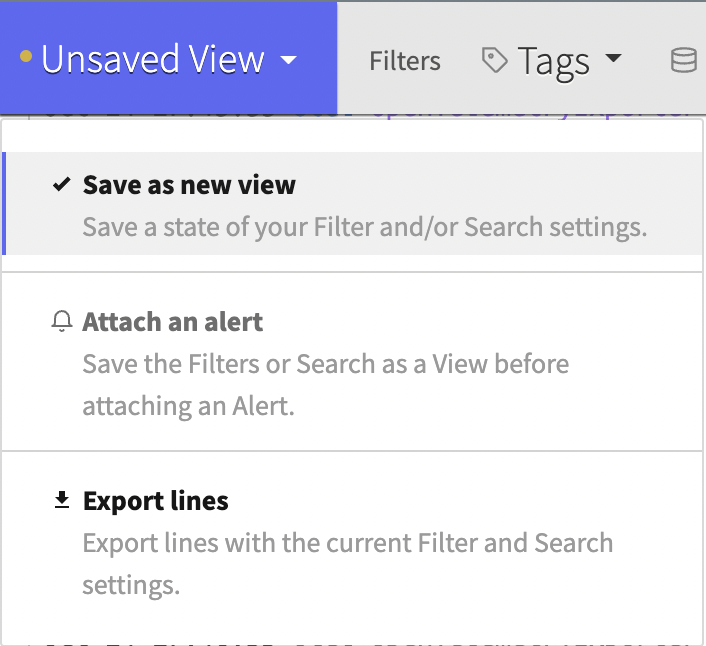 Unsaved View
Filters
Tags
Save as new view
Save a state of your Filter and/or Search settings.
Attach an alert
Save the Filters or Search as a View before
attaching an Alert.
Export lines
Export lines with the current Filter and Search
settings.